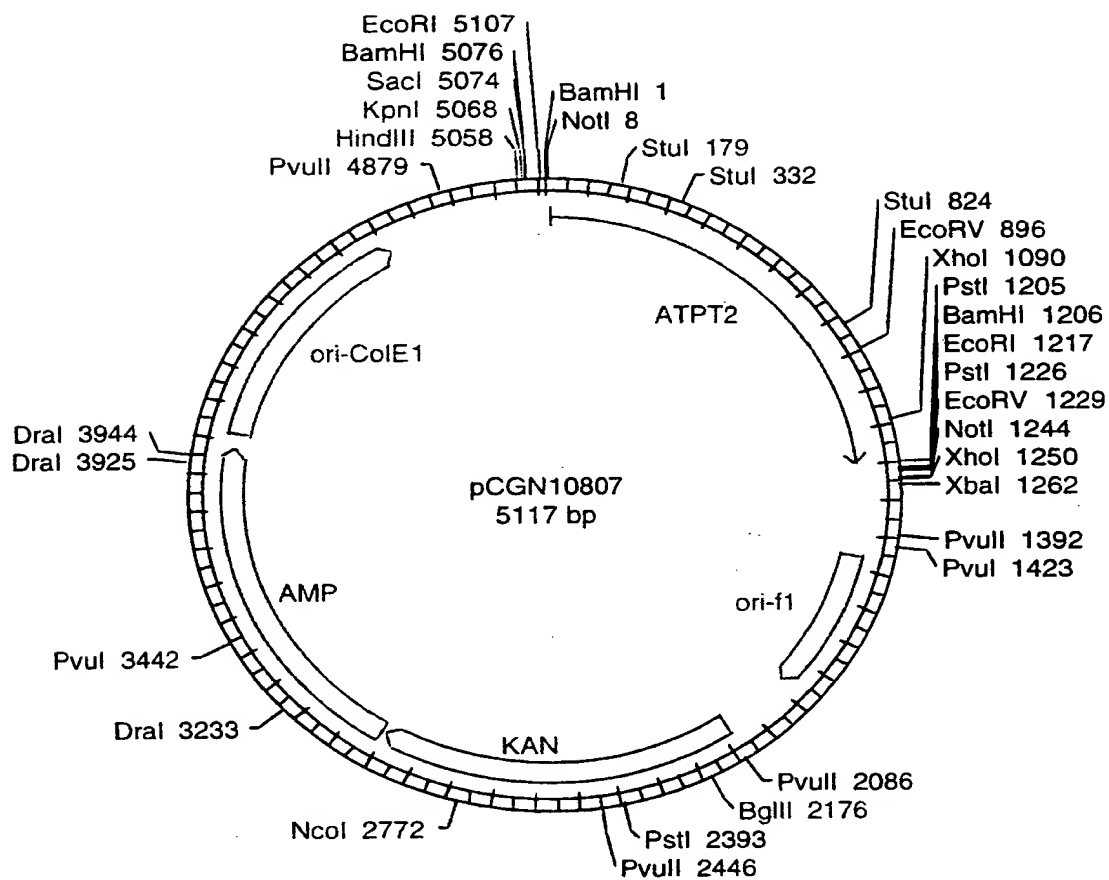 EcoRI 5107
BamHI 5076
SacI 5074
KpnI 5068
HindIII 5058
PvuII 4879
BamHI 1
NotI 8
StuI 179
StuI 332
StuI 824
EcoRV 896
XhoI 1090
PstI 1205
BamHI 1206
EcoRI 1217
PstI 1226
EcoRV 1229
NotI 1244
XhoI 1250
XbaI 1262
PvuII 1392
PvuI 1423
ATPT2
ori-ColE1
DraI 3944
DraI 3925
pCGN10807
5117 bp
AMP
ori-f1
PvuI 3442
DraI 3233
KAN
NcoI 2772
PvuII 2086
BglII 2176
PstI 2393
PvuII 2446